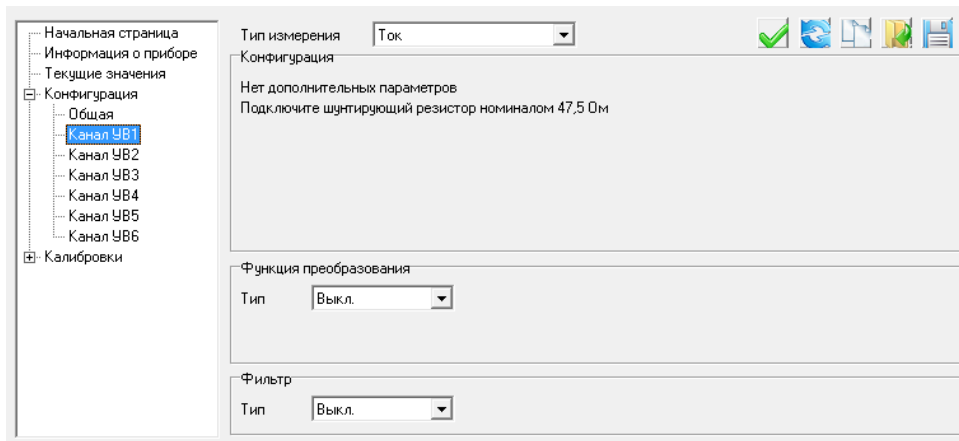 Начальная страница
Информация о приборе
Текущие значения
Конфигурация
Общая
Канал УВ1
Канал УВ2
Канал УВ3
Канал УВ4
Канал УВ5
Канал УВ6
Калибровки
Тип измерения Ток
Конфигурация
Нет дополнительных параметров
Подключите шунтирующий резистор номиналом 47,5 Ом
Функция преобразования
Тип Выкл.
Фильтр
Тип Выкл.